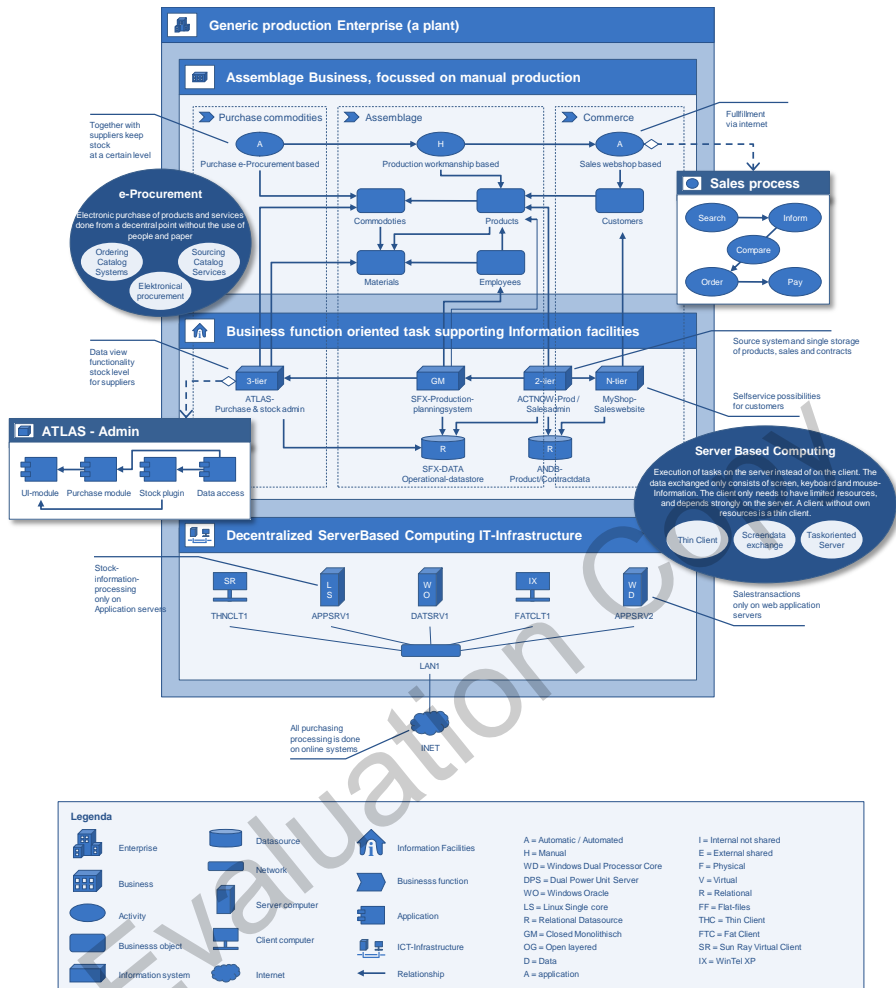 Generic production Enterprise (a plant)
Assemblage Business, focussed on manual production
Purchase commodities
Assemblage
Commerce
Together with
suppliers keep
stock
at a certain level
Fullfillment
via internet
A
H
A
Purchase e-Procurement based
Production workmanship based
Sales webshop based
e-Procurement
Electronic purchase of products and services
done from a decentral point without the use of
people and paper
Ordering
Catalog
Systems
Sourcing
Catalog
Services
Elektronical
procurement
Commodoties
Products
Customers
Materials
Employees
Sales process
Search
Inform
Compare
Order
Pay
Business function oriented task supporting Information facilities
Data view
functionality
stock level
for suppliers
Source system and single storage
of products, sales and contracts
3-tier
GM
2-tier
N-tier
ATLAS-
Purchase & stock admin
SFX-Production-
planningsystem
ACTNOW-Prod /
Salesadmin
MyShop-
Saleswebsite
Selfservice possibilities
for customers
R
R
SFX-DATA
Operational-datastore
ANDB-
Product/Contractdata
ATLAS - Admin
UI-module
Purchase module
Stock plugin
Data access
Server Based Computing
Execution of tasks on the server instead of on the client. The
data exchanged only consists of screen, keyboard and mouse-
Information. The client only needs to have limited resources,
and depends strongly on the server. A client without own
resources is a thin client.
Thin Client
Screendata
exchange
Taskoriented
Server
Decentralized ServerBased Computing IT-Infrastructure
Stock-
information-
processing
only on
Application servers
SR
L
S
W
O
IX
W
D
THNCLT1
APPSRV1
DATSRV1
FATCLT1
APPSRV2
Salestransactions
only on web application
servers
LAN1
All purchasing
processing is done
on online systems
INET
Evaluation Copy
Legenda
Enterprise
Business
Activity
Businesss object
Information system
Datasource
Network
Server computer
Client computer
Internet
Information Facilities
Businesss function
Application
ICT-Infrastructure
Relationship
A = Automatic / Automated
H = Manual
WD = Windows Dual Processor Core
DPS = Dual Power Unit Server
WO = Windows Oracle
LS = Linux Single core
R = Relational Datasource
GM = Closed Monolithisch
OG = Open layered
D = Data
A = application
I = Internal not shared
E = External shared
F = Physical
V = Virtual
R = Relational
FF = Flat-files
THC = Thin Client
FTC = Fat Client
SR = Sun Ray Virtual Client
IX = WinTel XP